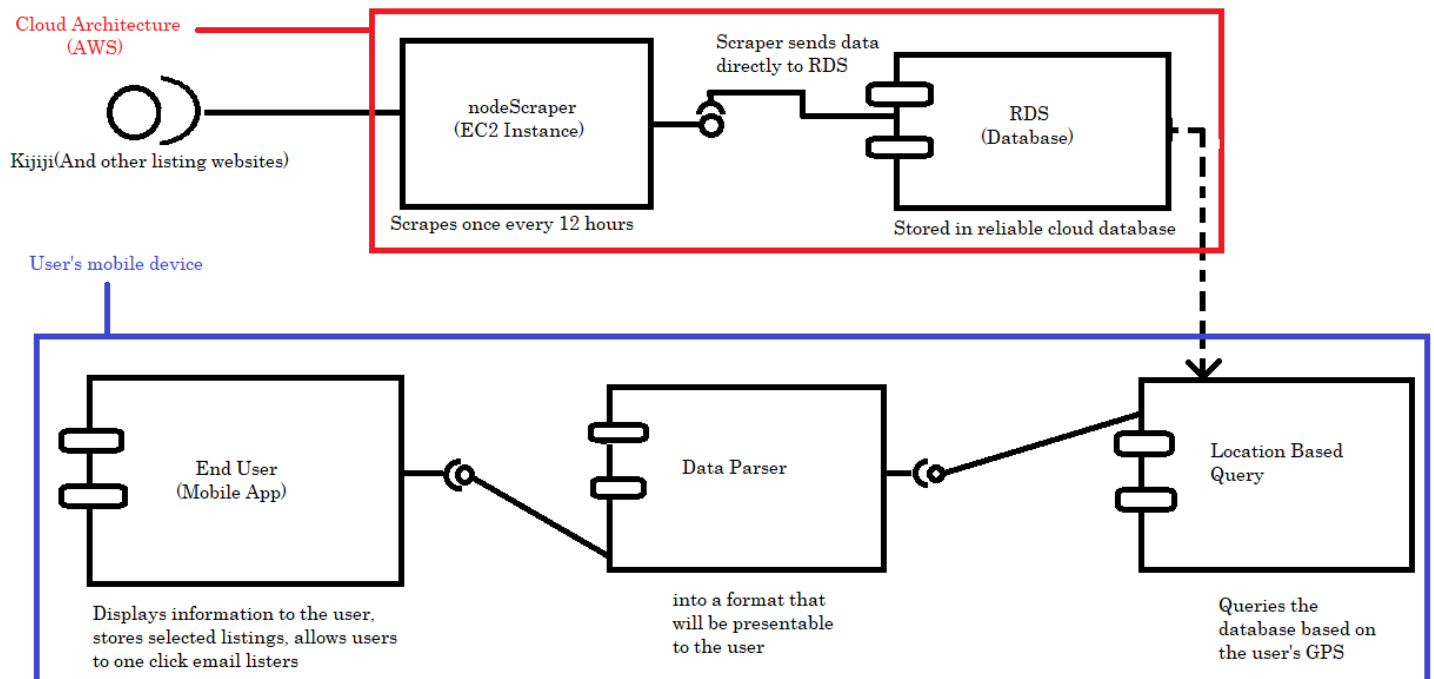 Cloud Architecture
(AWS)
Kijiji(And other listing websites)
nodeScraper
(EC2 Instance)
Scrapes once every 12 hours
Scraper sends data
directly to RDS
RDS
(Database)
Stored in reliable cloud database
User's mobile device
End User
(Mobile App)
Displays information to the user,
stores selected listings, allows users
to one click email listers
Data Parser
into a format that
will be presentable
to the user
Location Based
Query
Queries the
database based on
the user's GPS